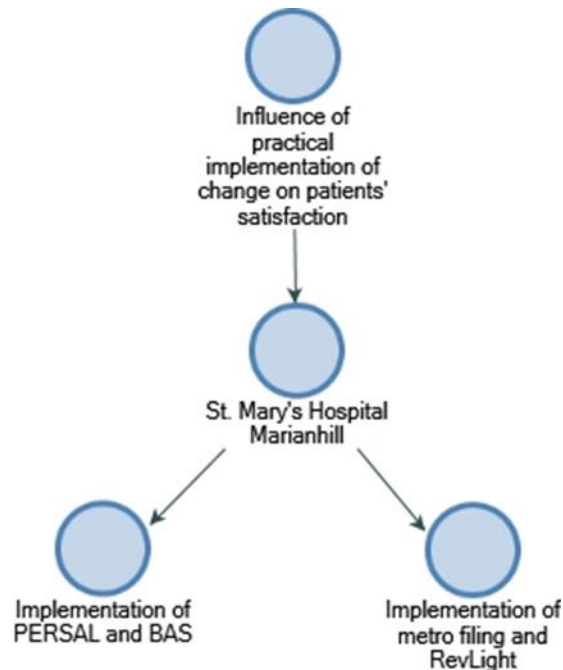 Influence of
practical
implementation of
change on patients'
satisfaction
St. Mary's Hospital
Marianhill
Implementation of
PERSAL and BAS
Implementation of
metro filing and
RevLight